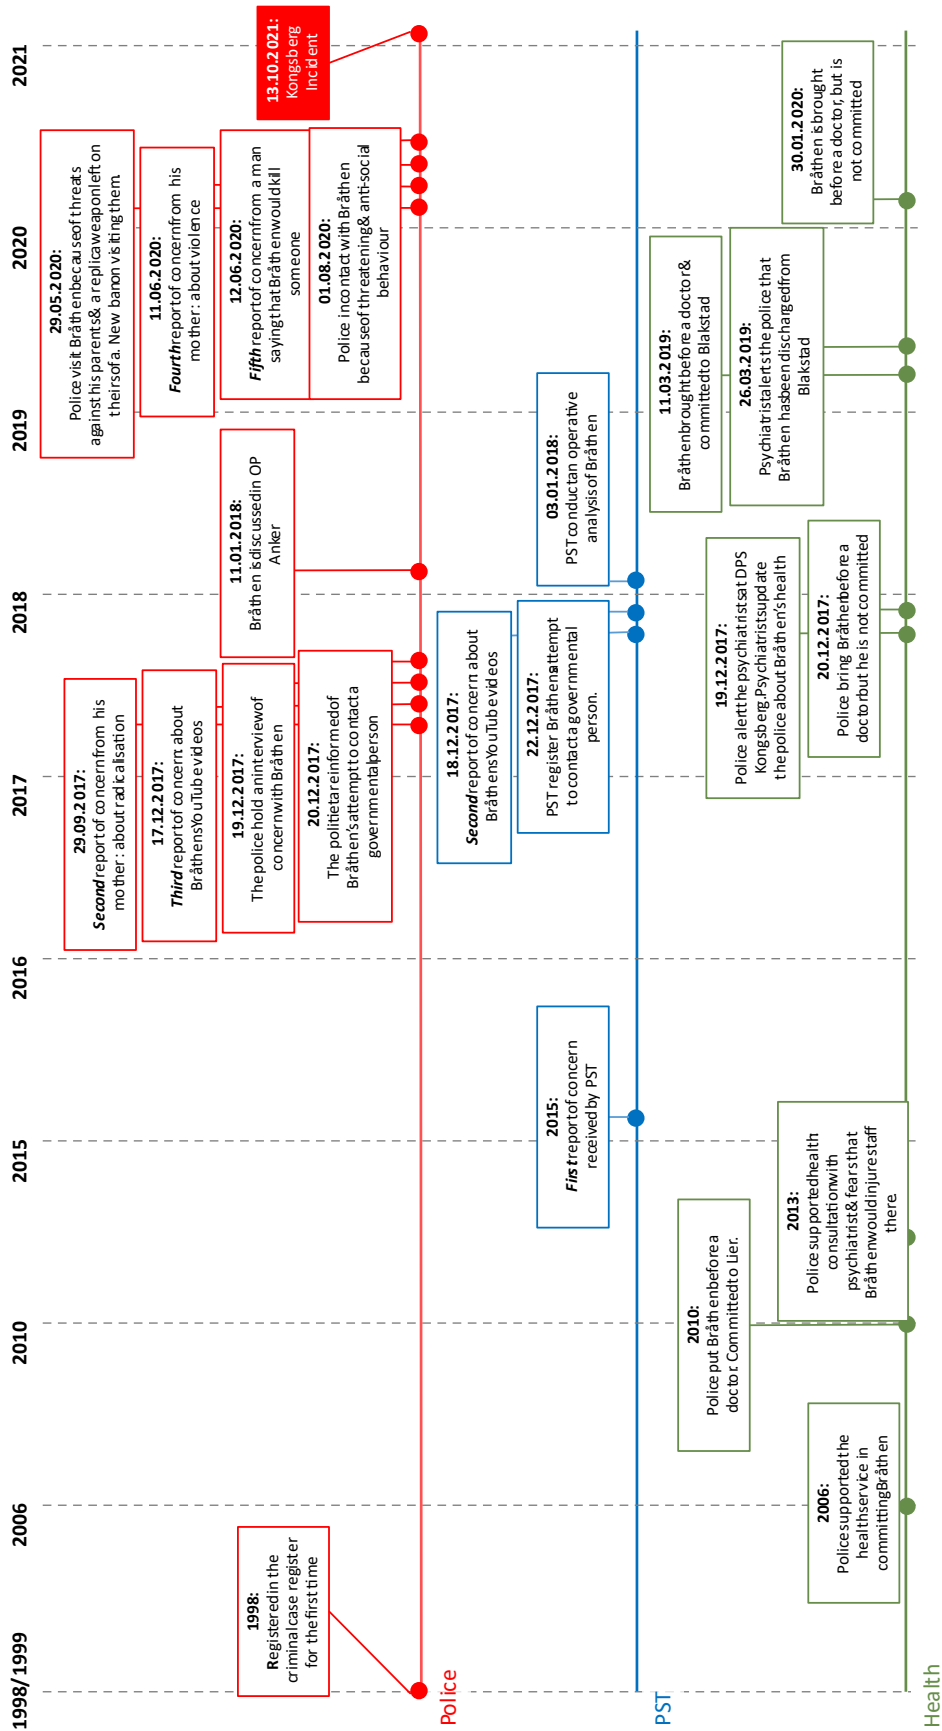 1998/1999
2006
2010
2015
2016
2017
2018
2019
2020
2021
1998:
Registered in the
criminal case register
for the first time
29.09.2017:
Second report of concern from his
mother: about radicalisation
17.12.2017:
Third report of concern about
Bråthens YouTube videos
19.12.2017:
The police hold an interview of
concern with Bråthen
20.12.2017:
The politi are informed of
Bråthen's attempt to contact a
governmental person
11.01.2018:
Bråthen is discussed in OP
Anker
29.05.2020:
Police visit Bråthen because of threats
against his parents & a replica weapon left on
their sofa. New ban on visiting them.
11.06.2020:
Fourth report of concern from his
mother: about violence
12.06.2020:
Fifth report of concern from a man
saying that Bråthen would kill
someone
01.08.2020:
Police in contact with Bråthen
because of threatening & anti-social
behaviour
13.10.2021:
Kongsberg
Incident
Police
2015:
First report of concern
received by PST
18.12.2017:
Second report of concern about
Bråthens YouTube videos
22.12.2017:
PST register Bråthens attempt
to contact a governmental
person.
03.01.2018:
PST conduct an operative
analysis of Bråthen
PST
2006:
Police supported the
health service in
committing Bråthen
2010:
Police put Bråthen before a
doctor. Committed to Lier.
2013:
Police supported health
consultation with
psychiatrist & fears that
Bråthen would injure staff
there.
19.12.2017:
Police alert the psychiatrists at DPS
Kongsberg. Psychiatrists update
the police about Bråthen's health
20.12.2017:
Police bring Bråthen before a
doctor but he is not committed
11.03.2019:
Bråthen brought before a doctor &
committed to Blakstad
26.03.2019:
Psychiatrist alerts the police that
Bråthen has been discharged from
Blakstad
30.01.2020:
Bråthen is brought
before a doctor, but is
not committed
Health